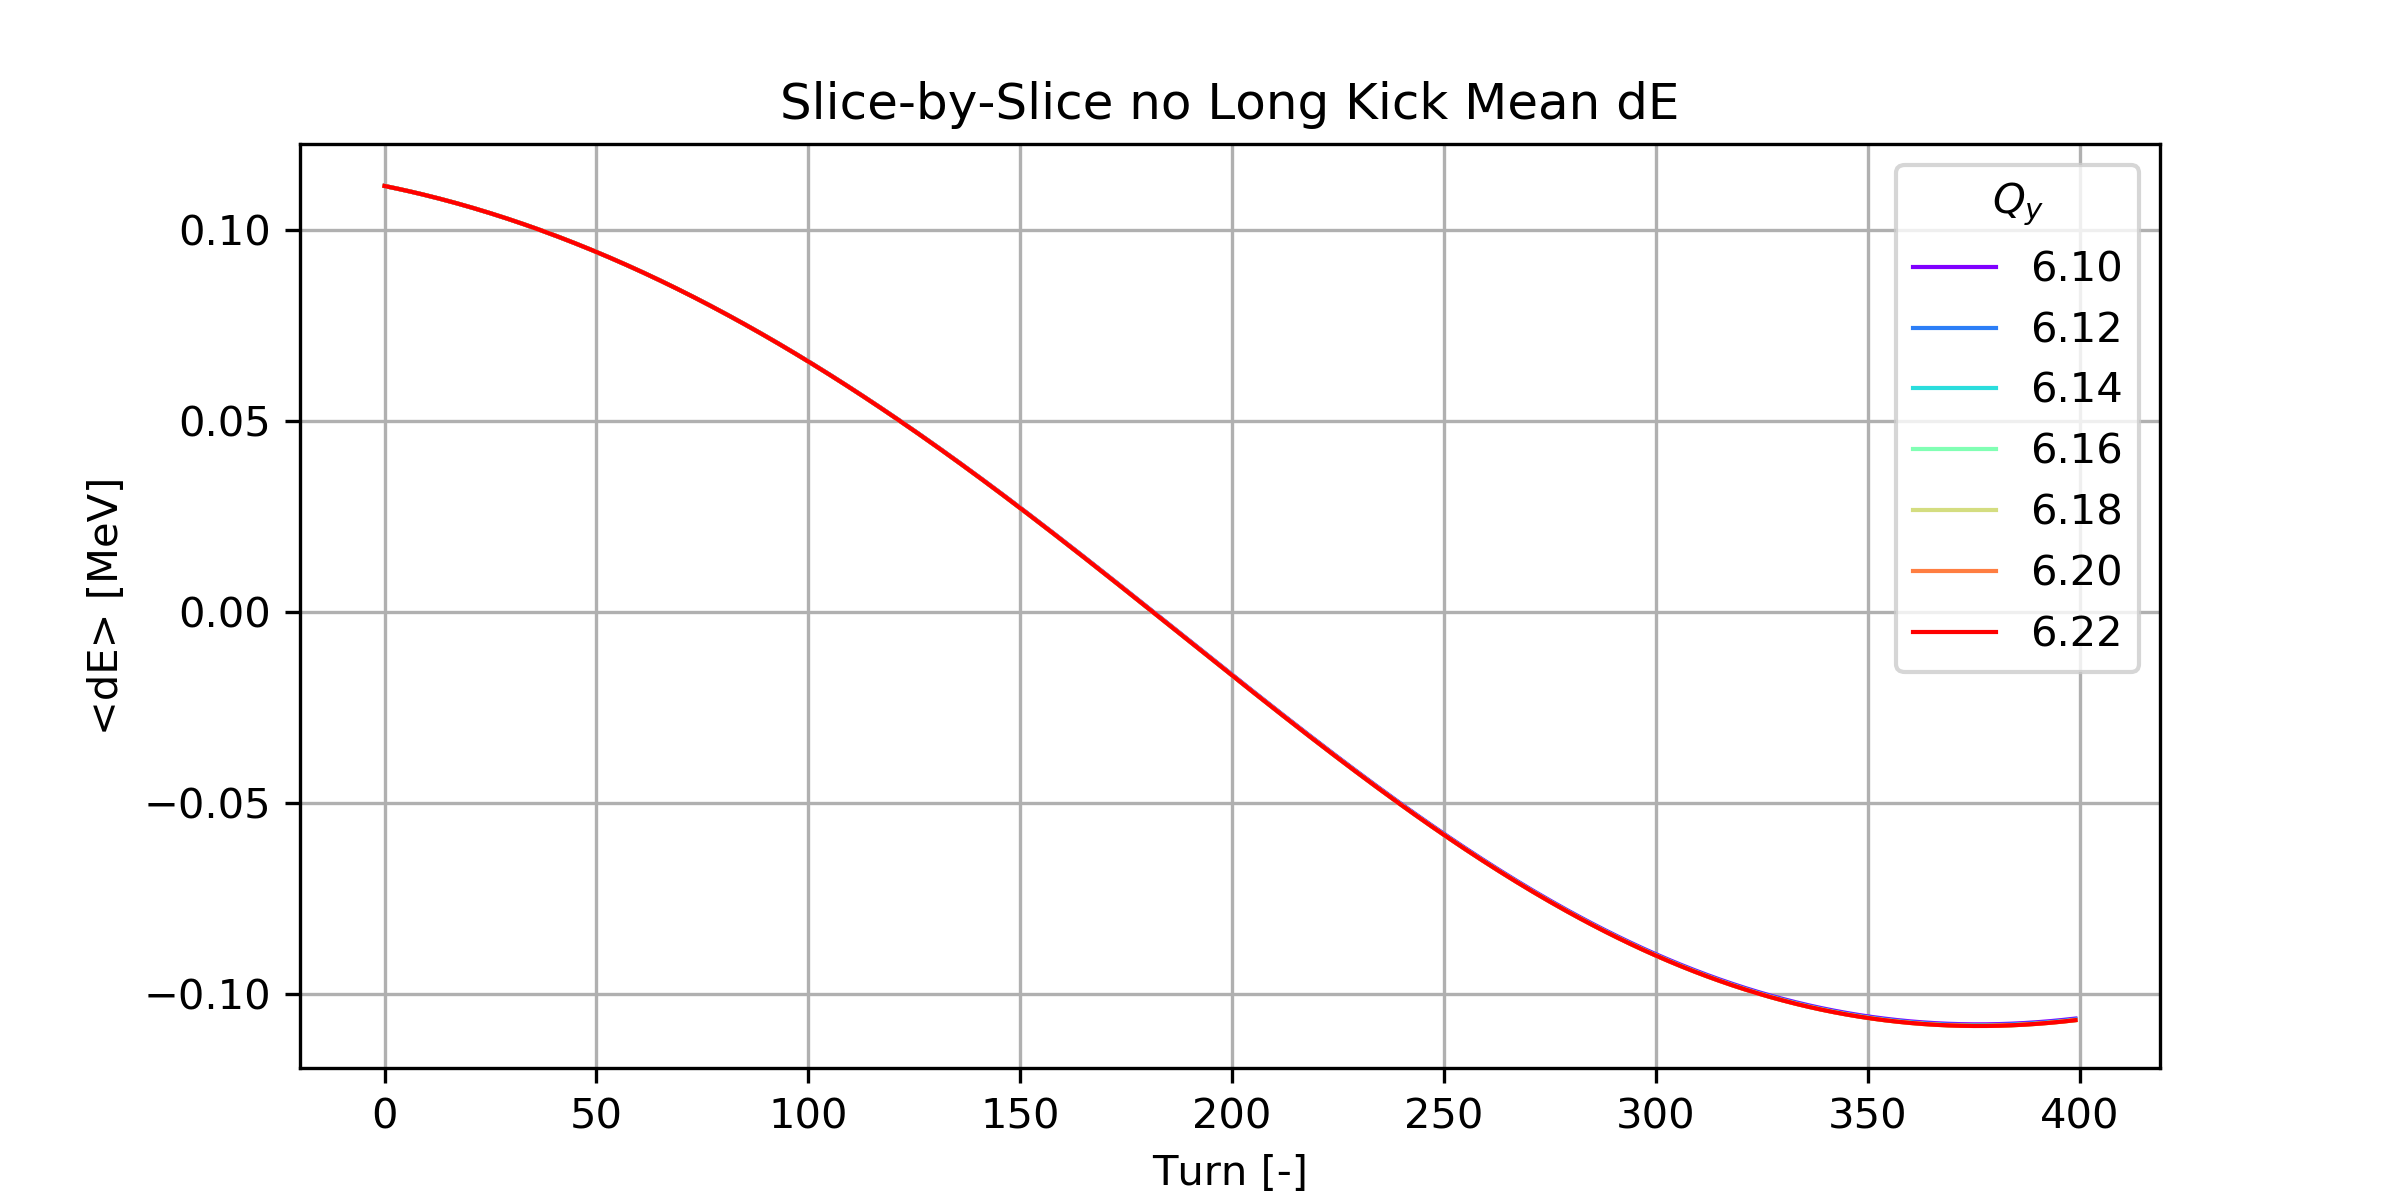 Slice-by-Slice no Long Kick Mean dE
<dE> [MeV]
0.10
0.05
0.00
−0.05
−0.10
Q_y
6.10
6.12
6.14
6.16
6.18
6.20
6.22
0 50 100 150 200 250 300 350 400
Turn [-]